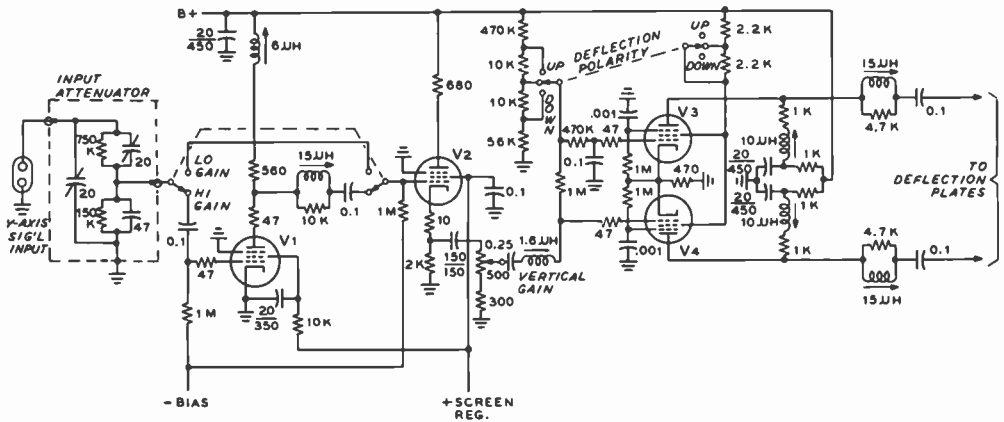 B+
20
450
6µH
INPUT
ATTENUATOR
750
K
20
20
150
K
47
Y-AXIS
SIG'L
INPUT
LO
GAIN
HI
GAIN
0.1
47
1M
-BIAS
560
47
V1
20
350
10K
15µH
10K
0.1
1M
680
V2
0.1
10
2K
150
150
0.25
500
300
1.6µH
VERTICAL
GAIN
+SCREEN
REG.
470K
10K
10K
56K
UP
DOWN
DEFLECTION
POLARITY
UP
DOWN
2.2K
2.2K
.001
470K
47
0.1
1M
1M
1M
470
V3
47
.001
V4
1K
10µH
20
450
1K
20
450
1K
10µH
1K
15µH
4.7K
0.1
4.7K
15µH
0.1
TO
DEFLECTION
PLATES